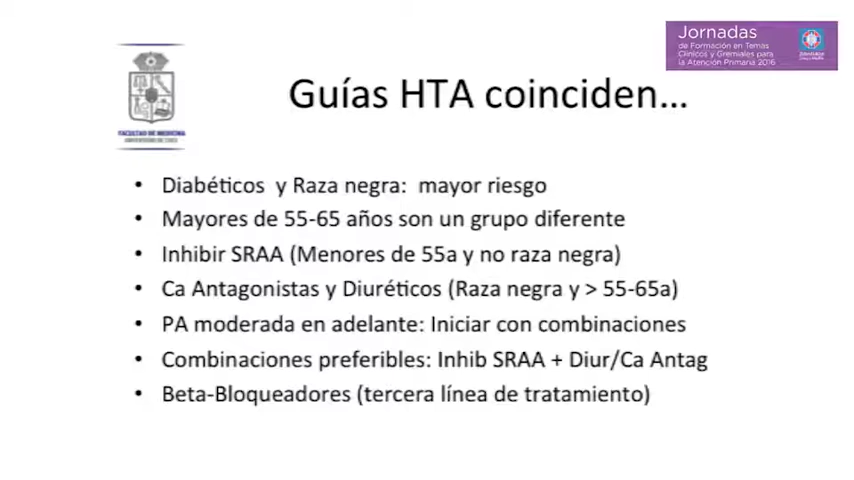 Jornadas
de Formación en Temas
Clínicos y Gremiales para
la Atención Primaria 2016
FACULTAD DE MEDICINA
UNIVERSIDAD DE CHILE
Guías HTA coinciden...
• Diabéticos y Raza negra: mayor riesgo
• Mayores de 55-65 años son un grupo diferente
• Inhibir SRAA (Menores de 55a y no raza negra)
• Ca Antagonistas y Diuréticos (Raza negra y > 55-65a)
• PA moderada en adelante: Iniciar con combinaciones
• Combinaciones preferibles: Inhib SRAA + Diur/Ca Antag
• Beta-Bloqueadores (tercera línea de tratamiento)